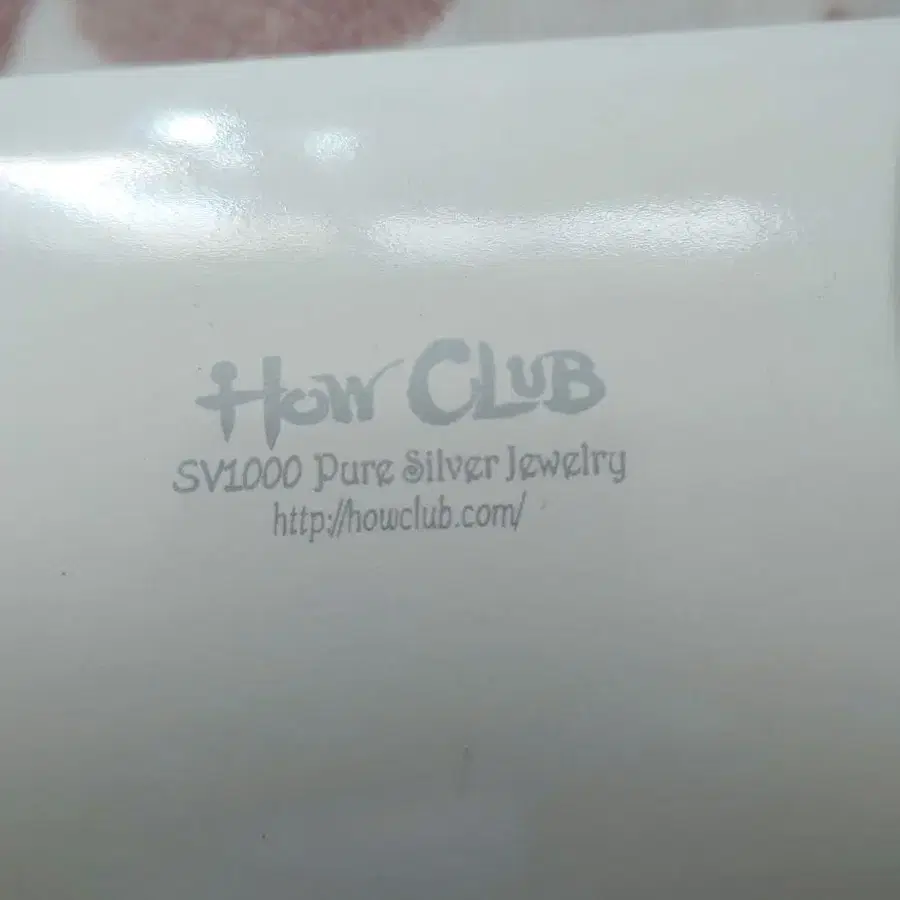 How CLUB
SV1000 Pure Silver Jewelry
http://howclub.com/